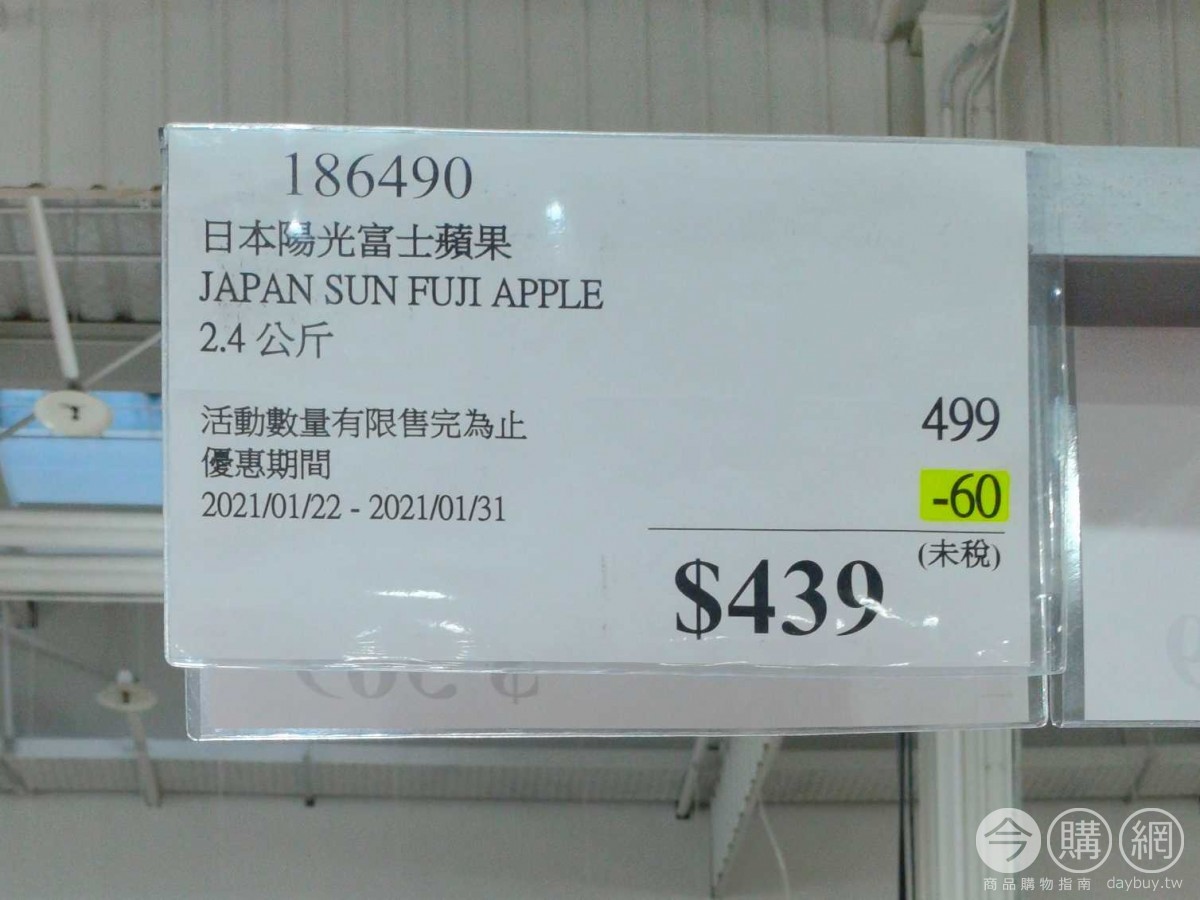 186490
日本陽光富士蘋果
JAPAN SUN FUJI APPLE
2.4 公斤
活動數量有限售完為止
優惠期間
2021/01/22 - 2021/01/31
499
-60
(未稅)
$439
今購網
商品購物指南 daybuy.tw